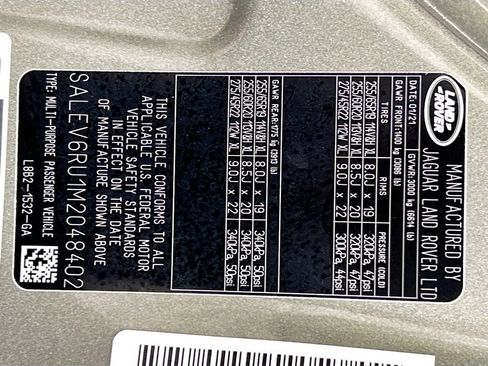 LAND
ROVER
MANUFACTURED BY
JAGUAR LAND ROVER LTD
DATE: 01/21 GVWR: 3000 kg (6614 lb)
GAWR FRONT: 1400 kg (3086 lb)
TIRES RIMS PRESSURE (COLD)
255/65R19 114V8H XL 8.0J x 19 320kPa, 47psi
255/60R20 113V8H XL 8.5J x 20 320kPa, 47psi
275/45R22 112W XL 9.0J x 22 300kPa, 44psi
GAWR REAR: 1775 kg (3913 lb)
255/65R19 114V8H XL 8.0J x 19 340kPa, 50psi
255/60R20 113V8H XL 8.5J x 20 340kPa, 50psi
275/45R22 112W XL 9.0J x 22 340kPa, 50psi
THIS VEHICLE CONFORMS TO ALL
APPLICABLE U.S. FEDERAL MOTOR
VEHICLE SAFETY STANDARDS
IN EFFECT ON THE DATE
OF MANUFACTURE SHOWN ABOVE
SALEV6RU1M2048402
TYPE: MULTI-PURPOSE PASSENGER VEHICLE
L8B2-1532-GA